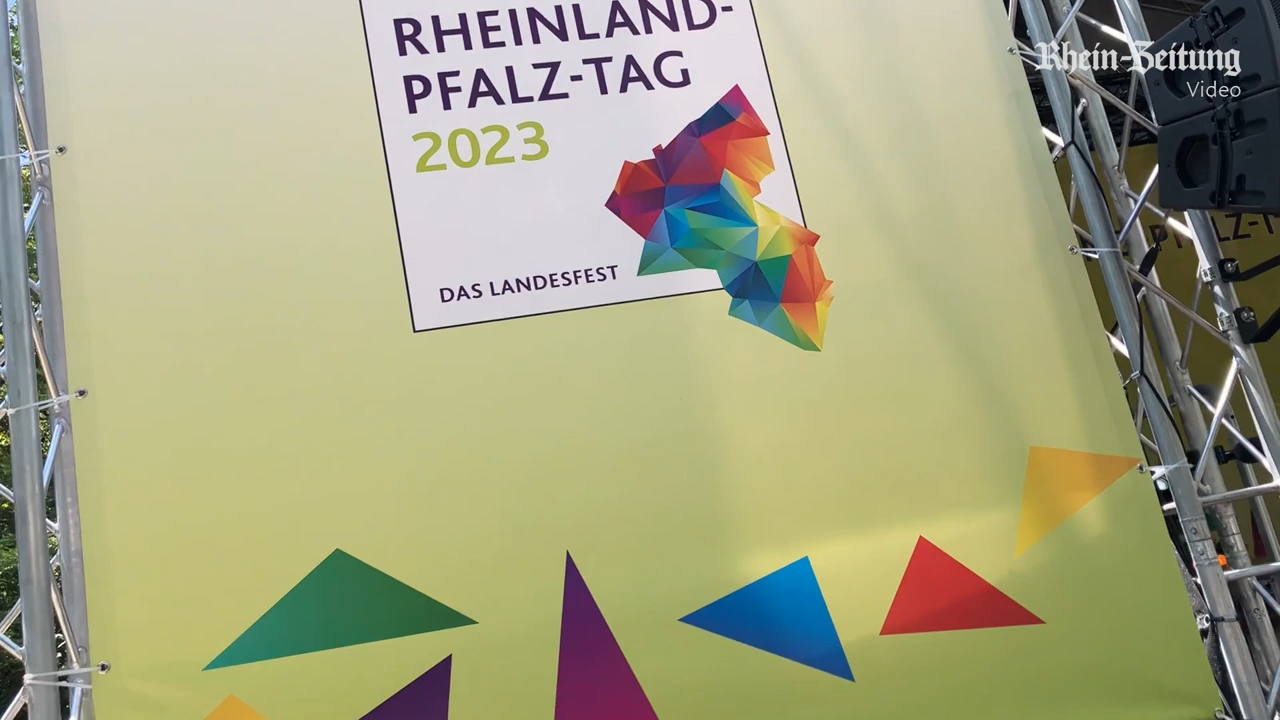 RHEINLAND-
PFALZ-TAG
2023
DAS LANDESFEST
Rhein-Zeitung
Video